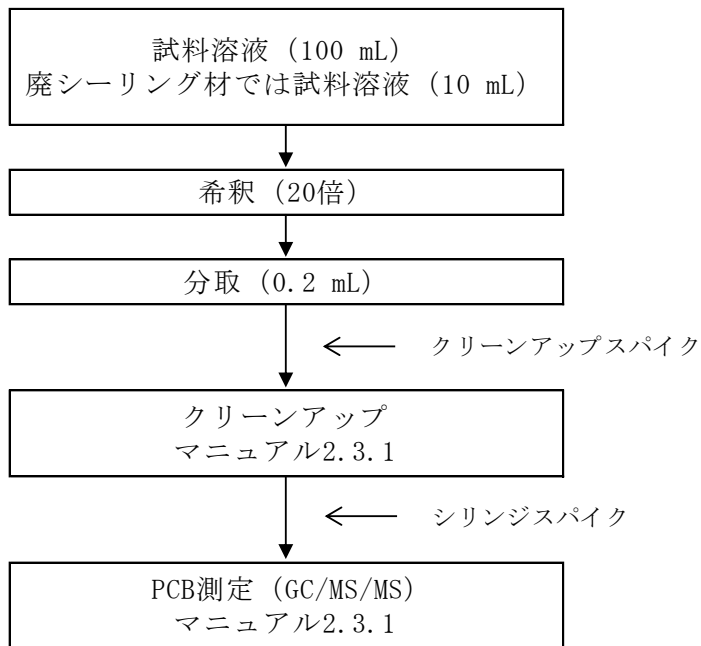 試料溶液（100 mL）
廃シーリング材では試料溶液（10 mL）
希釈（20倍）
分取（0.2 mL）
クリーンアップスパイク
クリーンアップ
マニュアル2.3.1
シリンジスパイク
PCB測定（GC/MS/MS）
マニュアル2.3.1